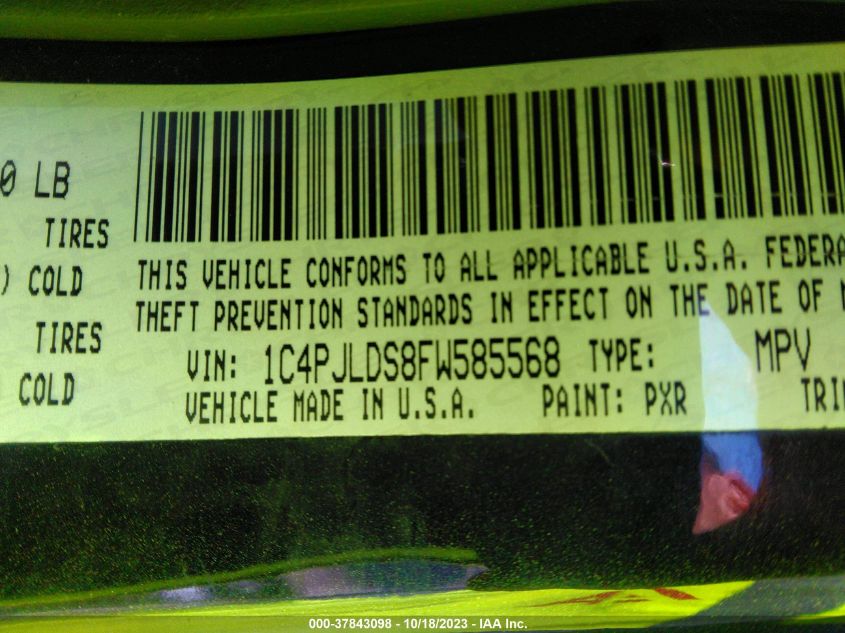 0 LB
TIRES
) COLD
TIRES
COLD
THIS VEHICLE CONFORMS TO ALL APPLICABLE U.S.A. FEDERA
THEFT PREVENTION STANDARDS IN EFFECT ON THE DATE OF
VIN: 1C4PJLDS8FW585568 TYPE: MPV
VEHICLE MADE IN U.S.A. PAINT: PXR TRI
000-37843098 - 10/18/2023 - IAA Inc.